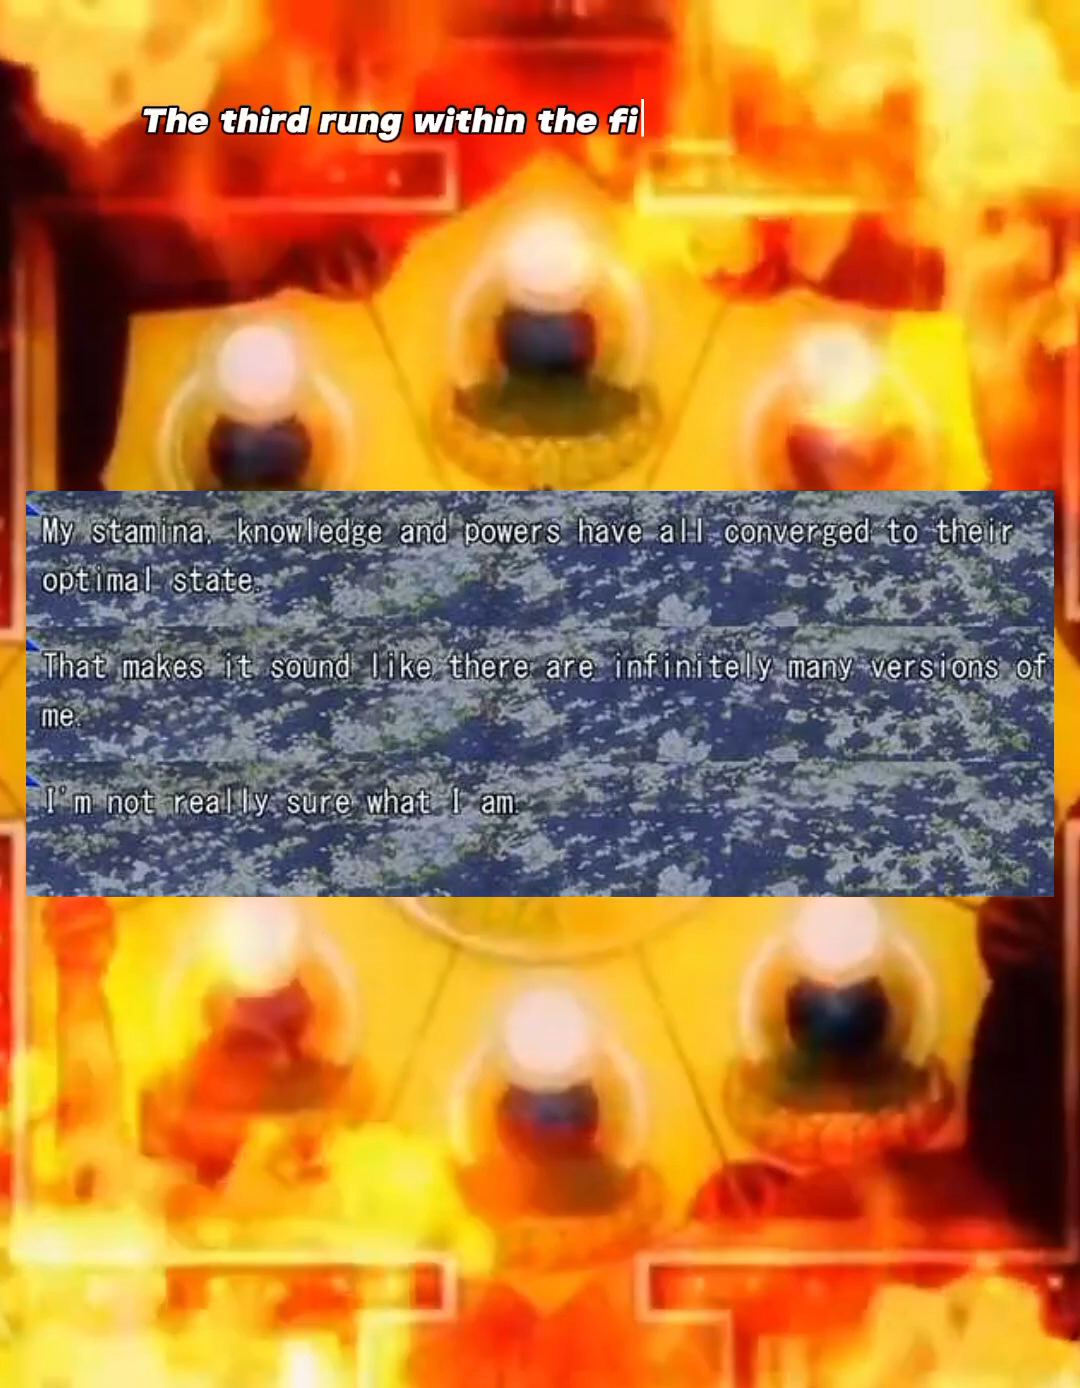 The third rung within the fi
My stamina, knowledge and powers have all converged to their
optimal state.
That makes it sound like there are infinitely many versions of
me.
I'm not really sure what I am.